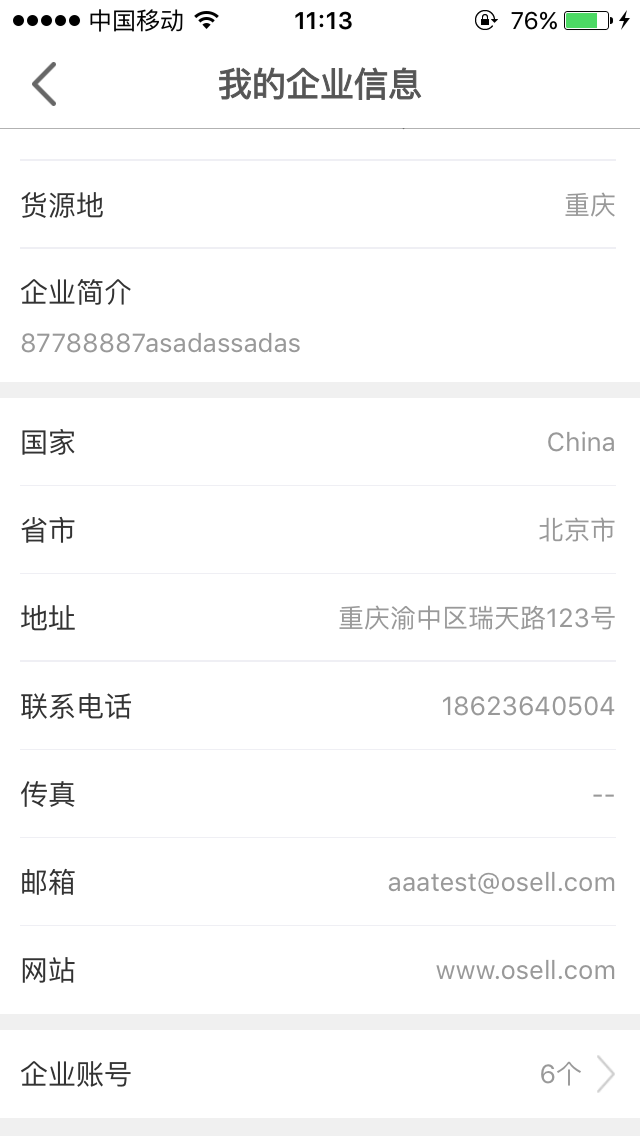 中国移动 11:13 76%
我的企业信息
货源地 重庆
企业简介
87788887asadassadas
国家 China
省市 北京市
地址 重庆渝中区瑞天路123号
联系电话 18623640504
传真 --
邮箱 aaatest@osell.com
网站 www.osell.com
企业账号 6个